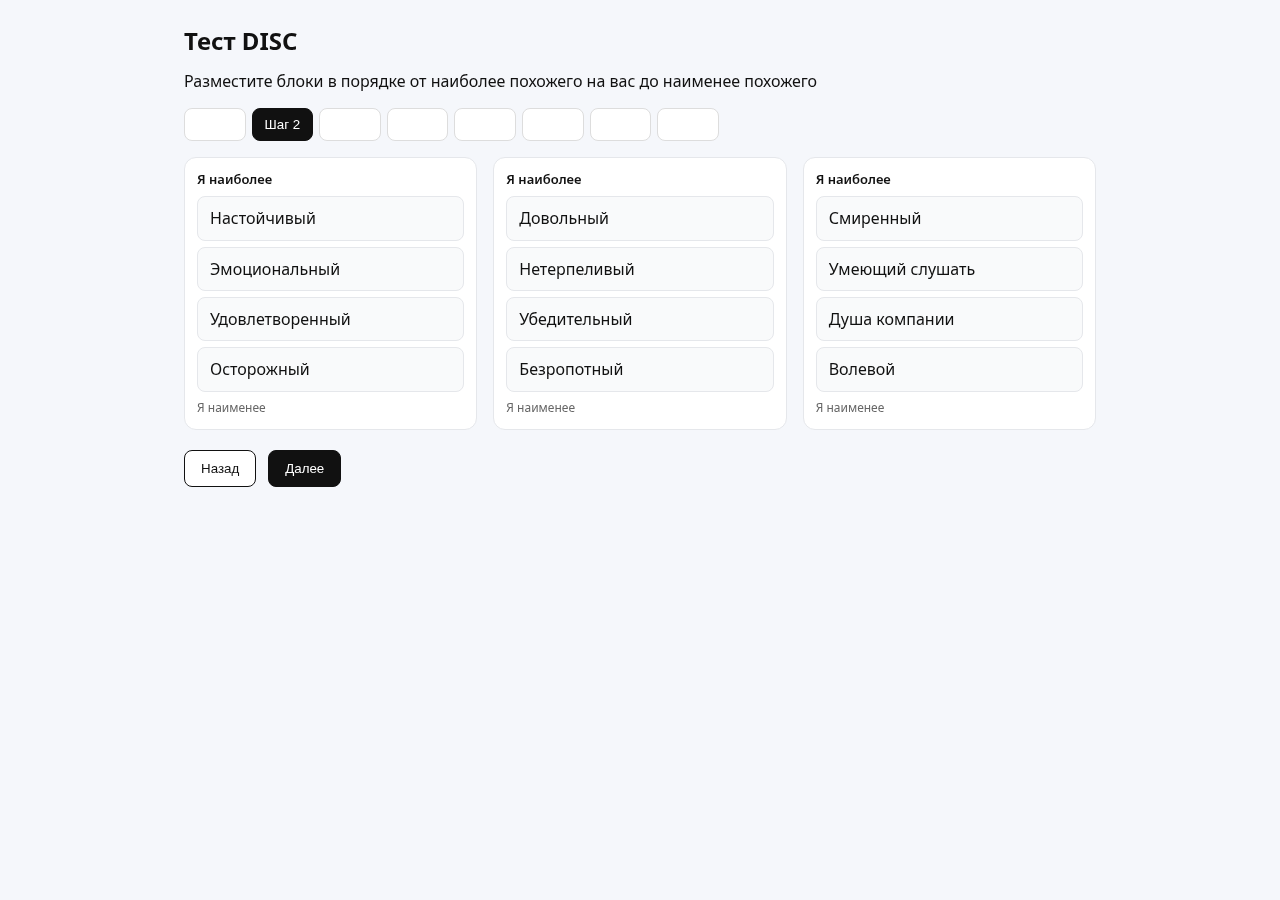 Тест DISC
Разместите блоки в порядке от наиболее похожего на вас до наименее похожего
Шаг 2
Я наиболее
Настойчивый
Эмоциональный
Удовлетворенный
Осторожный
Я наименее
Я наиболее
Довольный
Нетерпеливый
Убедительный
Безропотный
Я наименее
Я наиболее
Смиренный
Умеющий слушать
Душа компании
Волевой
Я наименее
Назад
Далее